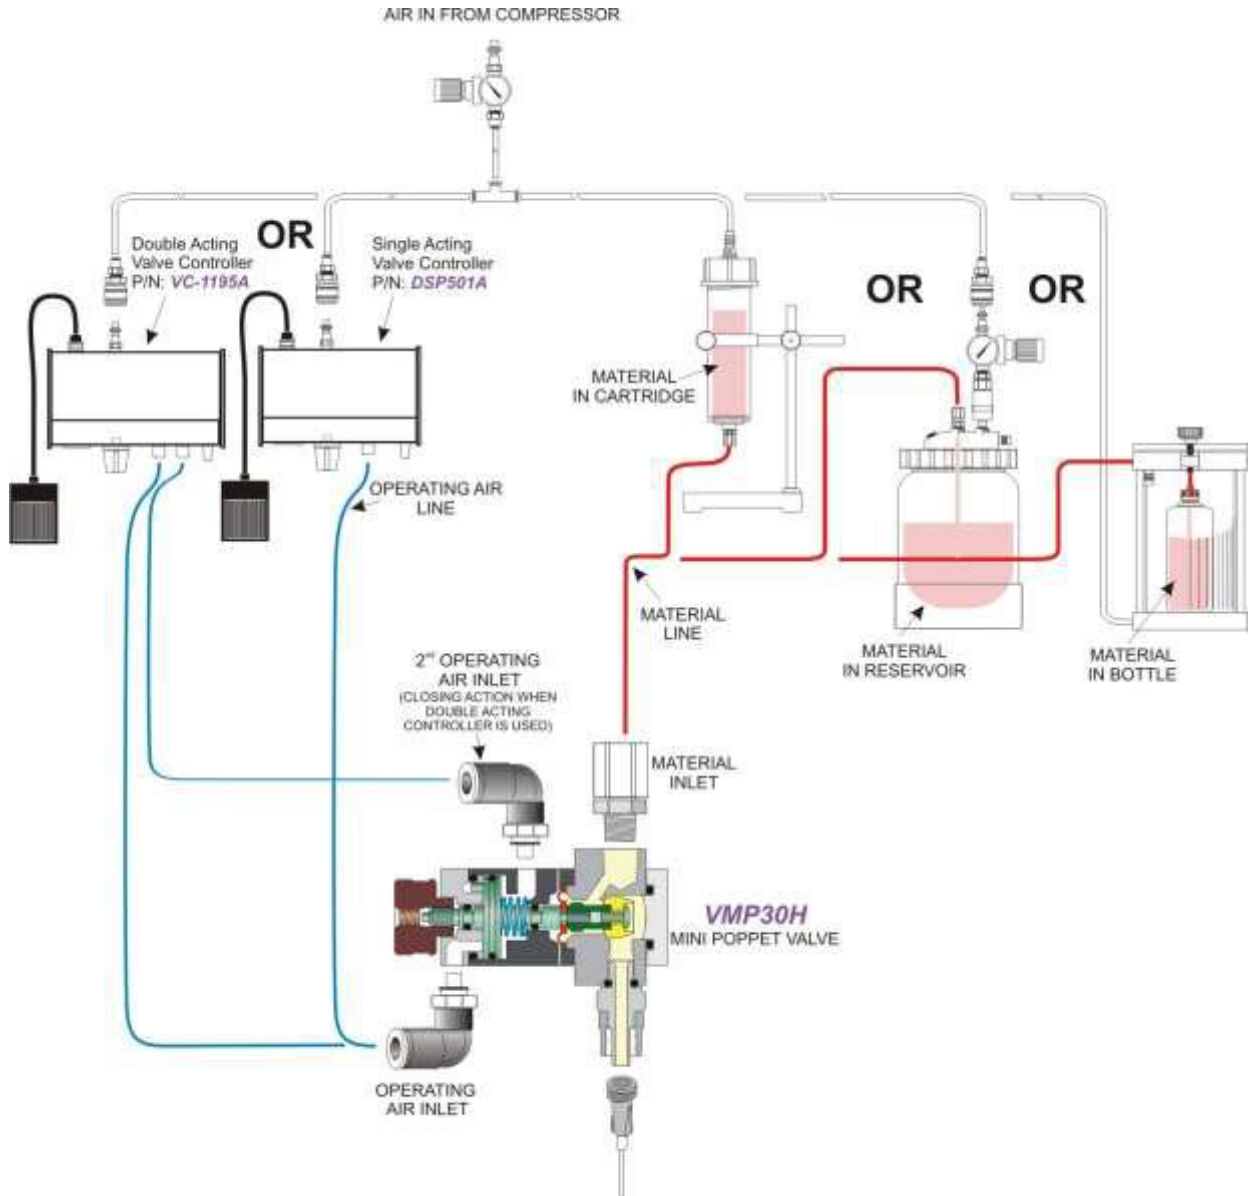 AIR IN FROM COMPRESSOR
Double Acting
Valve Controller
P/N: VC-1195A
OR
Single Acting
Valve Controller
P/N: DSP501A
OR
OR
MATERIAL
IN CARTRIDGE
OPERATING AIR
LINE
MATERIAL
LINE
MATERIAL
IN RESERVOIR
MATERIAL
IN BOTTLE
2nd OPERATING
AIR INLET
(CLOSING ACTION WHEN
DOUBLE ACTING
CONTROLLER IS USED)
MATERIAL
INLET
VMP30H
MINI POPPET VALVE
OPERATING
AIR INLET